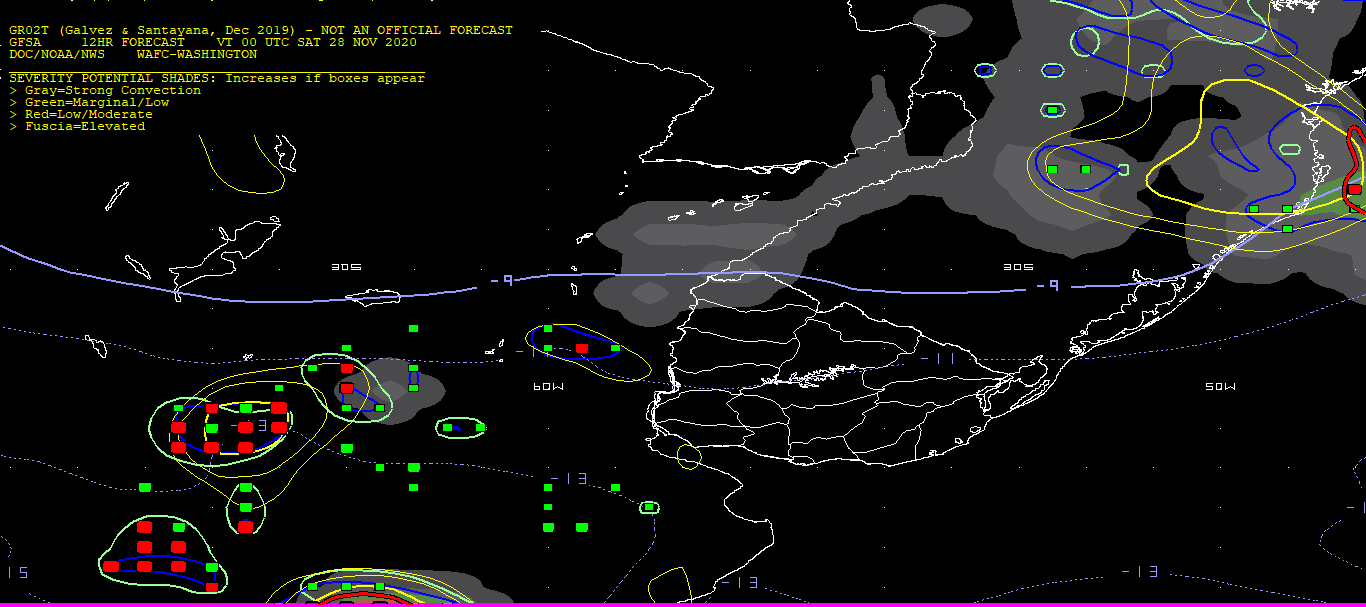 GR02T (Galvez & Santayana, Dec 2019) - NOT AN OFFICIAL FORECAST
GFSA 12HR FORECAST VT 00 UTC SAT 28 NOV 2020
DOC/NOAA/NWS WAFC-WASHINGTON
SEVERITY POTENTIAL SHADES: Increases if boxes appear
> Gray=Strong Convection
> Green=Marginal/Low
> Red=Low/Moderate
> Fuscia=Elevated
30S
30S
-9
-9
-11
60W
50W
-13
-13
-13
15